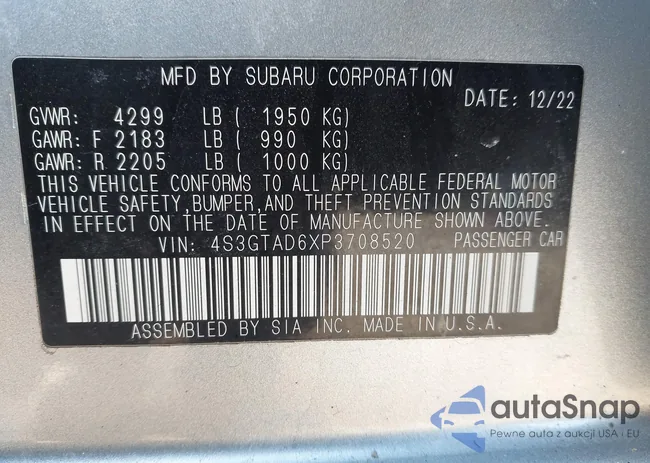 MFD BY SUBARU CORPORATION
DATE: 12/22
GVWR: 4299 LB ( 1950 KG)
GAWR: F 2183 LB ( 990 KG)
GAWR: R 2205 LB ( 1000 KG)
THIS VEHICLE CONFORMS TO ALL APPLICABLE FEDERAL MOTOR
VEHICLE SAFETY, BUMPER, AND THEFT PREVENTION STANDARDS
IN EFFECT ON THE DATE OF MANUFACTURE SHOWN ABOVE.
VIN: 4S3GTAD6XP3708520 PASSENGER CAR
ASSEMBLED BY SIA INC. MADE IN U.S.A.
autoSnap
Pewne auta z aukcji USA i EU